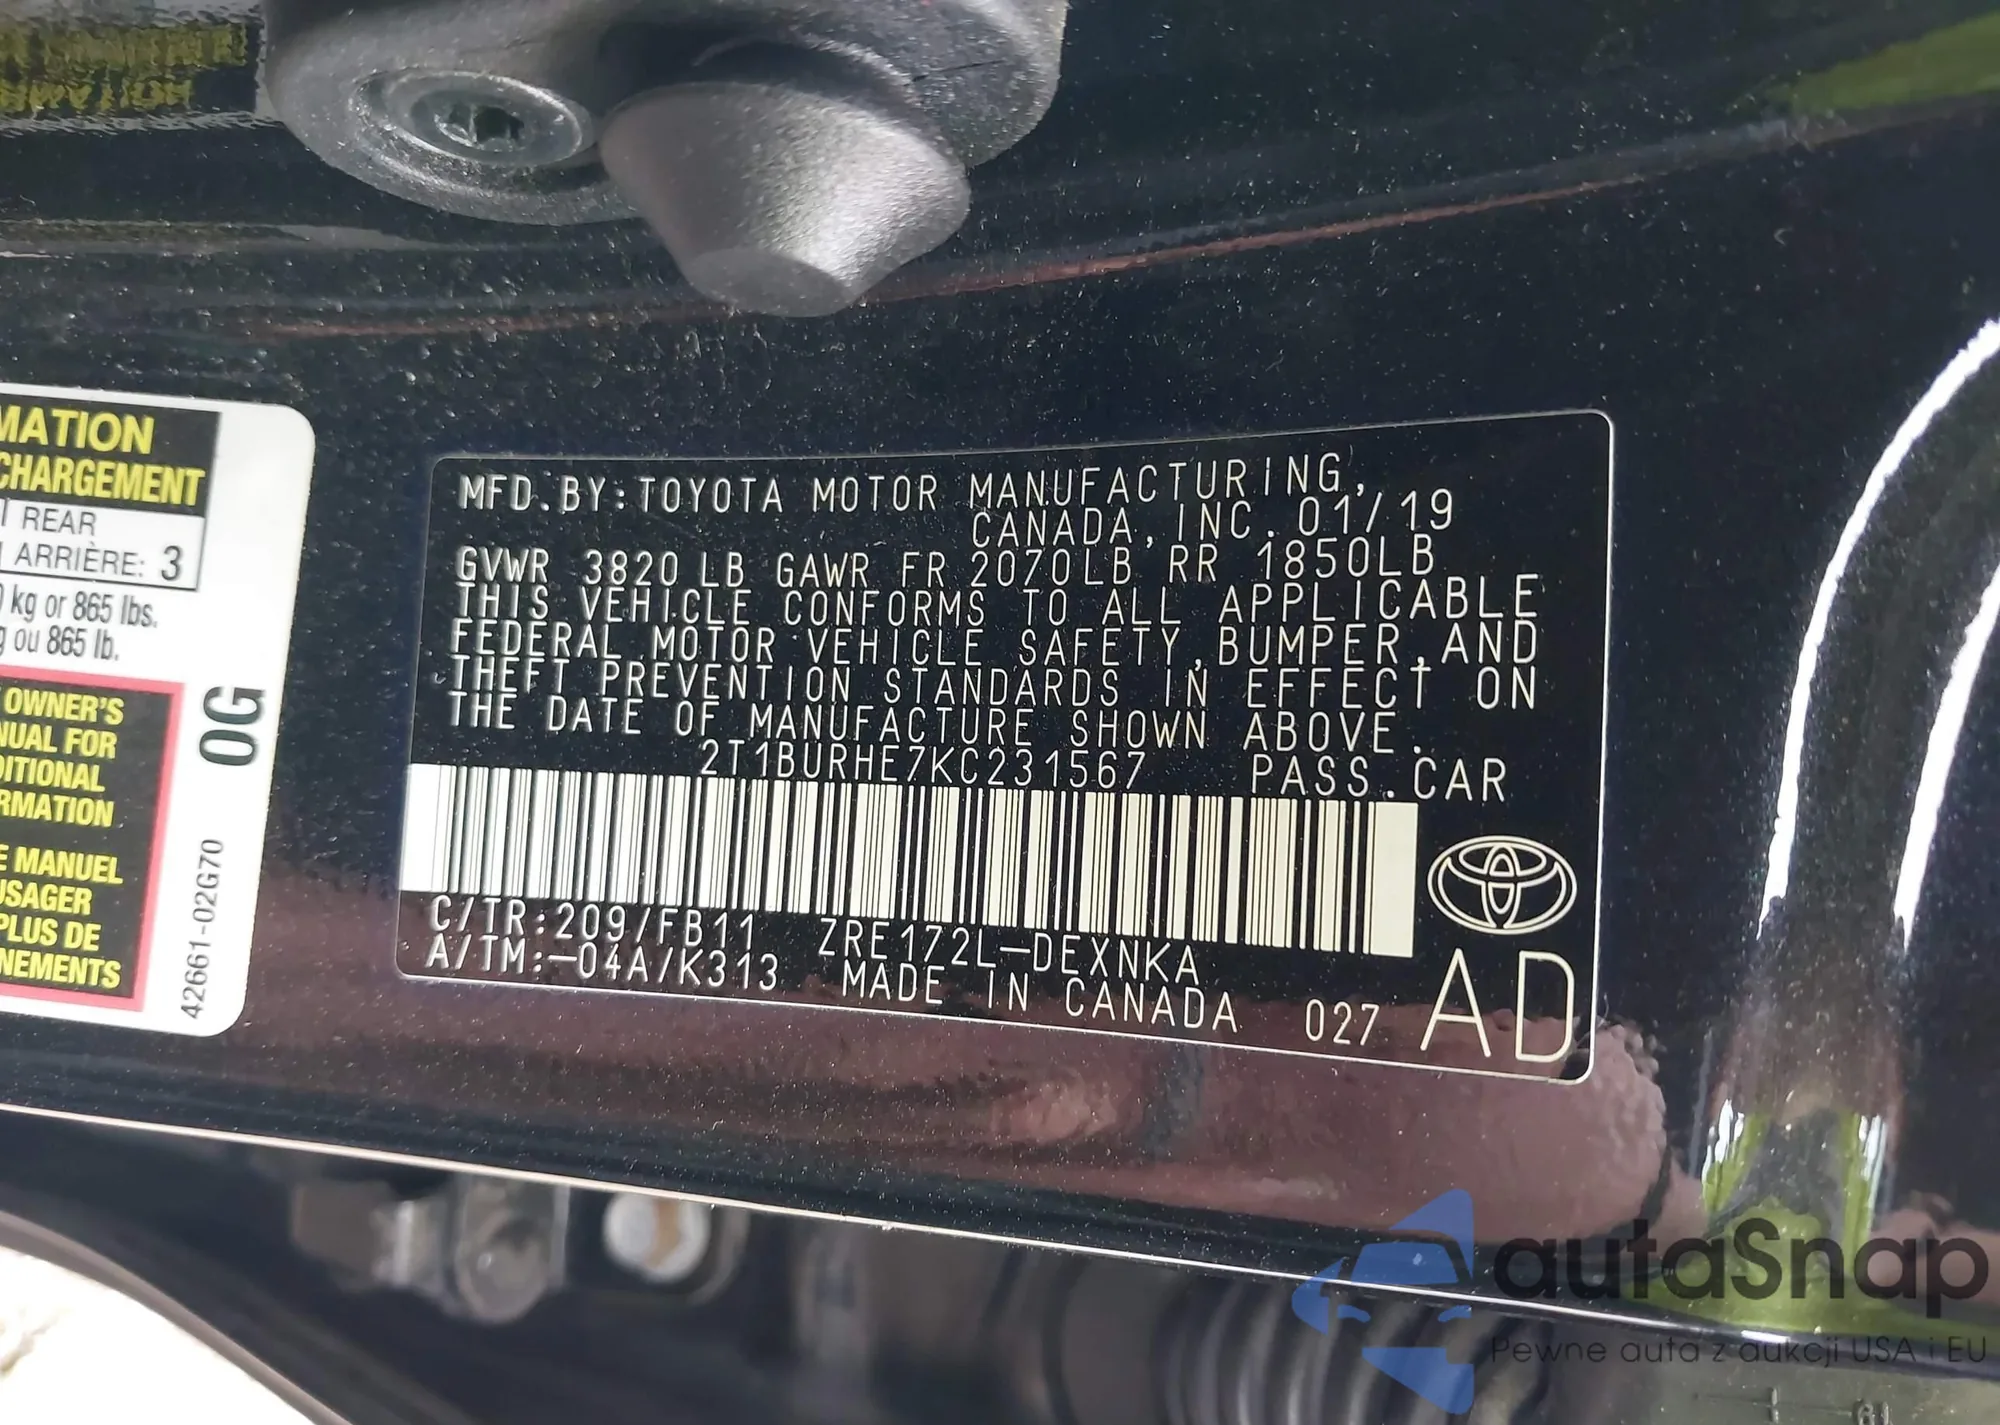 MATION
CHARGEMENT
REAR
ARRIÈRE: 3
kg or 865 lbs.
ou 865 lb.
OWNER'S
NUAL FOR
DITIONAL
RMATION
E MANUEL
USAGER
PLUS DE
NEMENTS
0G
42661-02G70
MFD.BY:TOYOTA MOTOR MANUFACTURING,
CANADA,INC.01/19
GVWR 3820 LB GAWR FR 2070LB RR 1850LB
THIS VEHICLE CONFORMS TO ALL APPLICABLE
FEDERAL MOTOR VEHICLE SAFETY,BUMPER,AND
THEFT PREVENTION STANDARDS IN EFFECT ON
THE DATE OF MANUFACTURE SHOWN ABOVE.
2T1BURHE7KC231567 PASS.CAR
C/TR:209/FB11 ZRE172L-DEXNKA
A/TM:-04A/K313 MADE IN CANADA 027 AD
autaSnap
Pewne auta z aukcji USA i EU